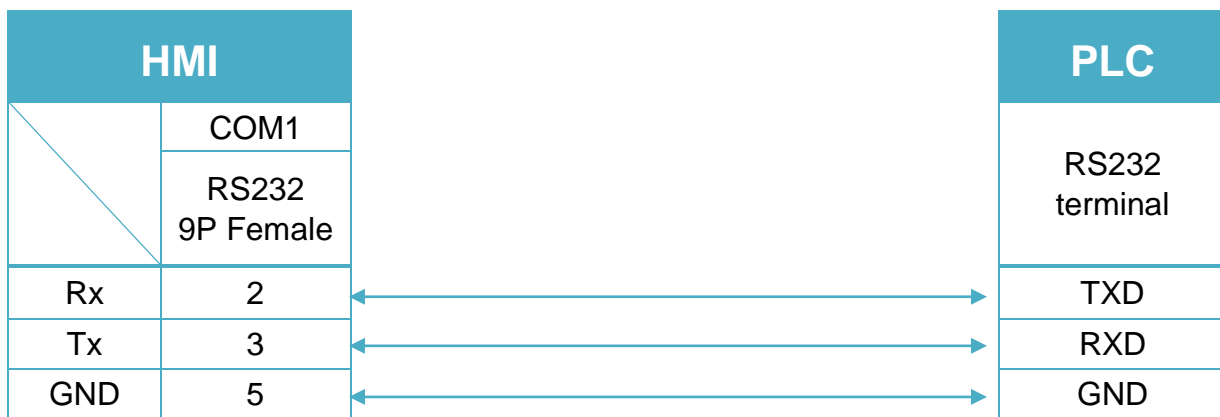 HMI
PLC
COM1
RS232
9P Female
RS232
terminal
Rx 2 TXD
Tx 3 RXD
GND 5 GND